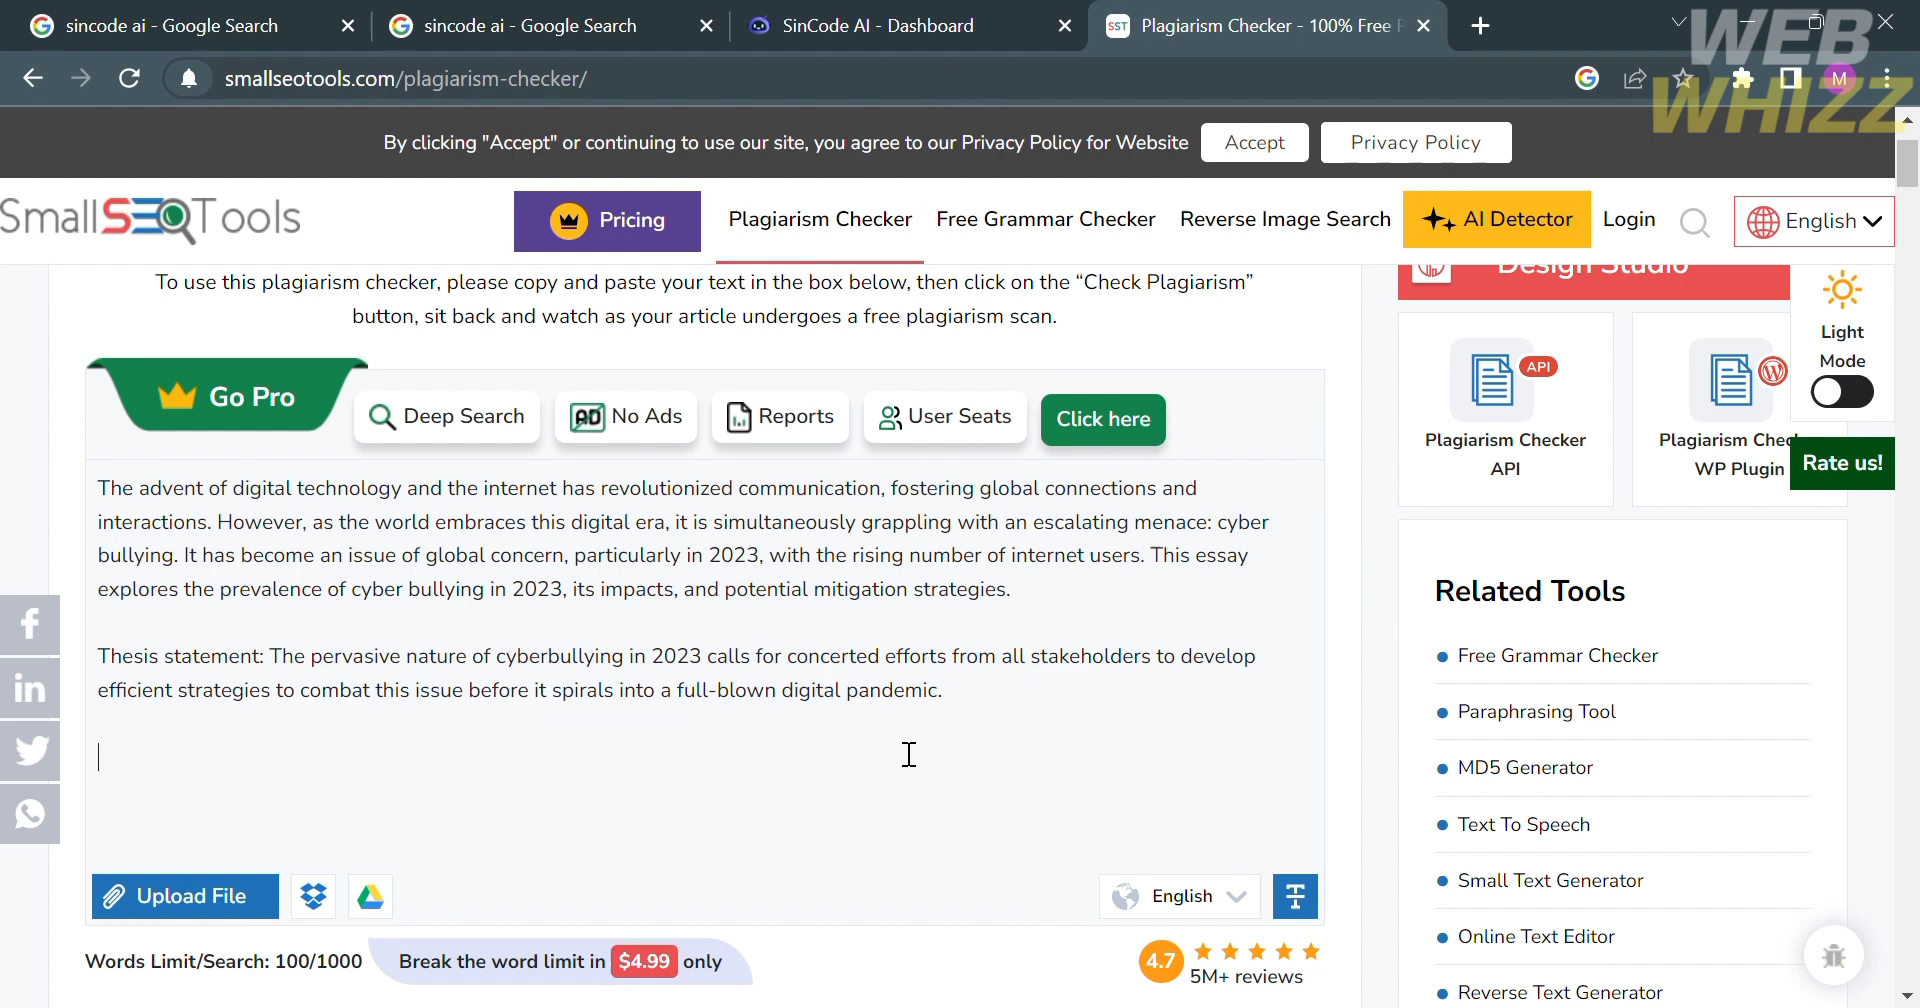 sincode ai - Google Search
sincode ai - Google Search
SinCode AI - Dashboard
SST
Plagiarism Checker - 100% Free P
WEB
WHIZZ
smallseotools.com/plagiarism-checker/
M
By clicking "Accept" or continuing to use our site, you agree to our Privacy Policy for Website
Accept
Privacy Policy
SmallSEOTools
Pricing
Plagiarism Checker
Free Grammar Checker
Reverse Image Search
AI Detector
Login
English
To use this plagiarism checker, please copy and paste your text in the box below, then click on the “Check Plagiarism”
button, sit back and watch as your article undergoes a free plagiarism scan.
Design Studio
Light
Mode
Go Pro
Deep Search
AD
No Ads
Reports
User Seats
Click here
API
Plagiarism Checker
API
Plagiarism Chec
WP Plugin
Rate us!
The advent of digital technology and the internet has revolutionized communication, fostering global connections and
interactions. However, as the world embraces this digital era, it is simultaneously grappling with an escalating menace: cyber
bullying. It has become an issue of global concern, particularly in 2023, with the rising number of internet users. This essay
explores the prevalence of cyber bullying in 2023, its impacts, and potential mitigation strategies.
Thesis statement: The pervasive nature of cyberbullying in 2023 calls for concerted efforts from all stakeholders to develop
efficient strategies to combat this issue before it spirals into a full-blown digital pandemic.
Upload File
English
Words Limit/Search: 100/1000
Break the word limit in $4.99 only
4.7
5M+ reviews
Related Tools
Free Grammar Checker
Paraphrasing Tool
MD5 Generator
Text To Speech
Small Text Generator
Online Text Editor
Reverse Text Generator